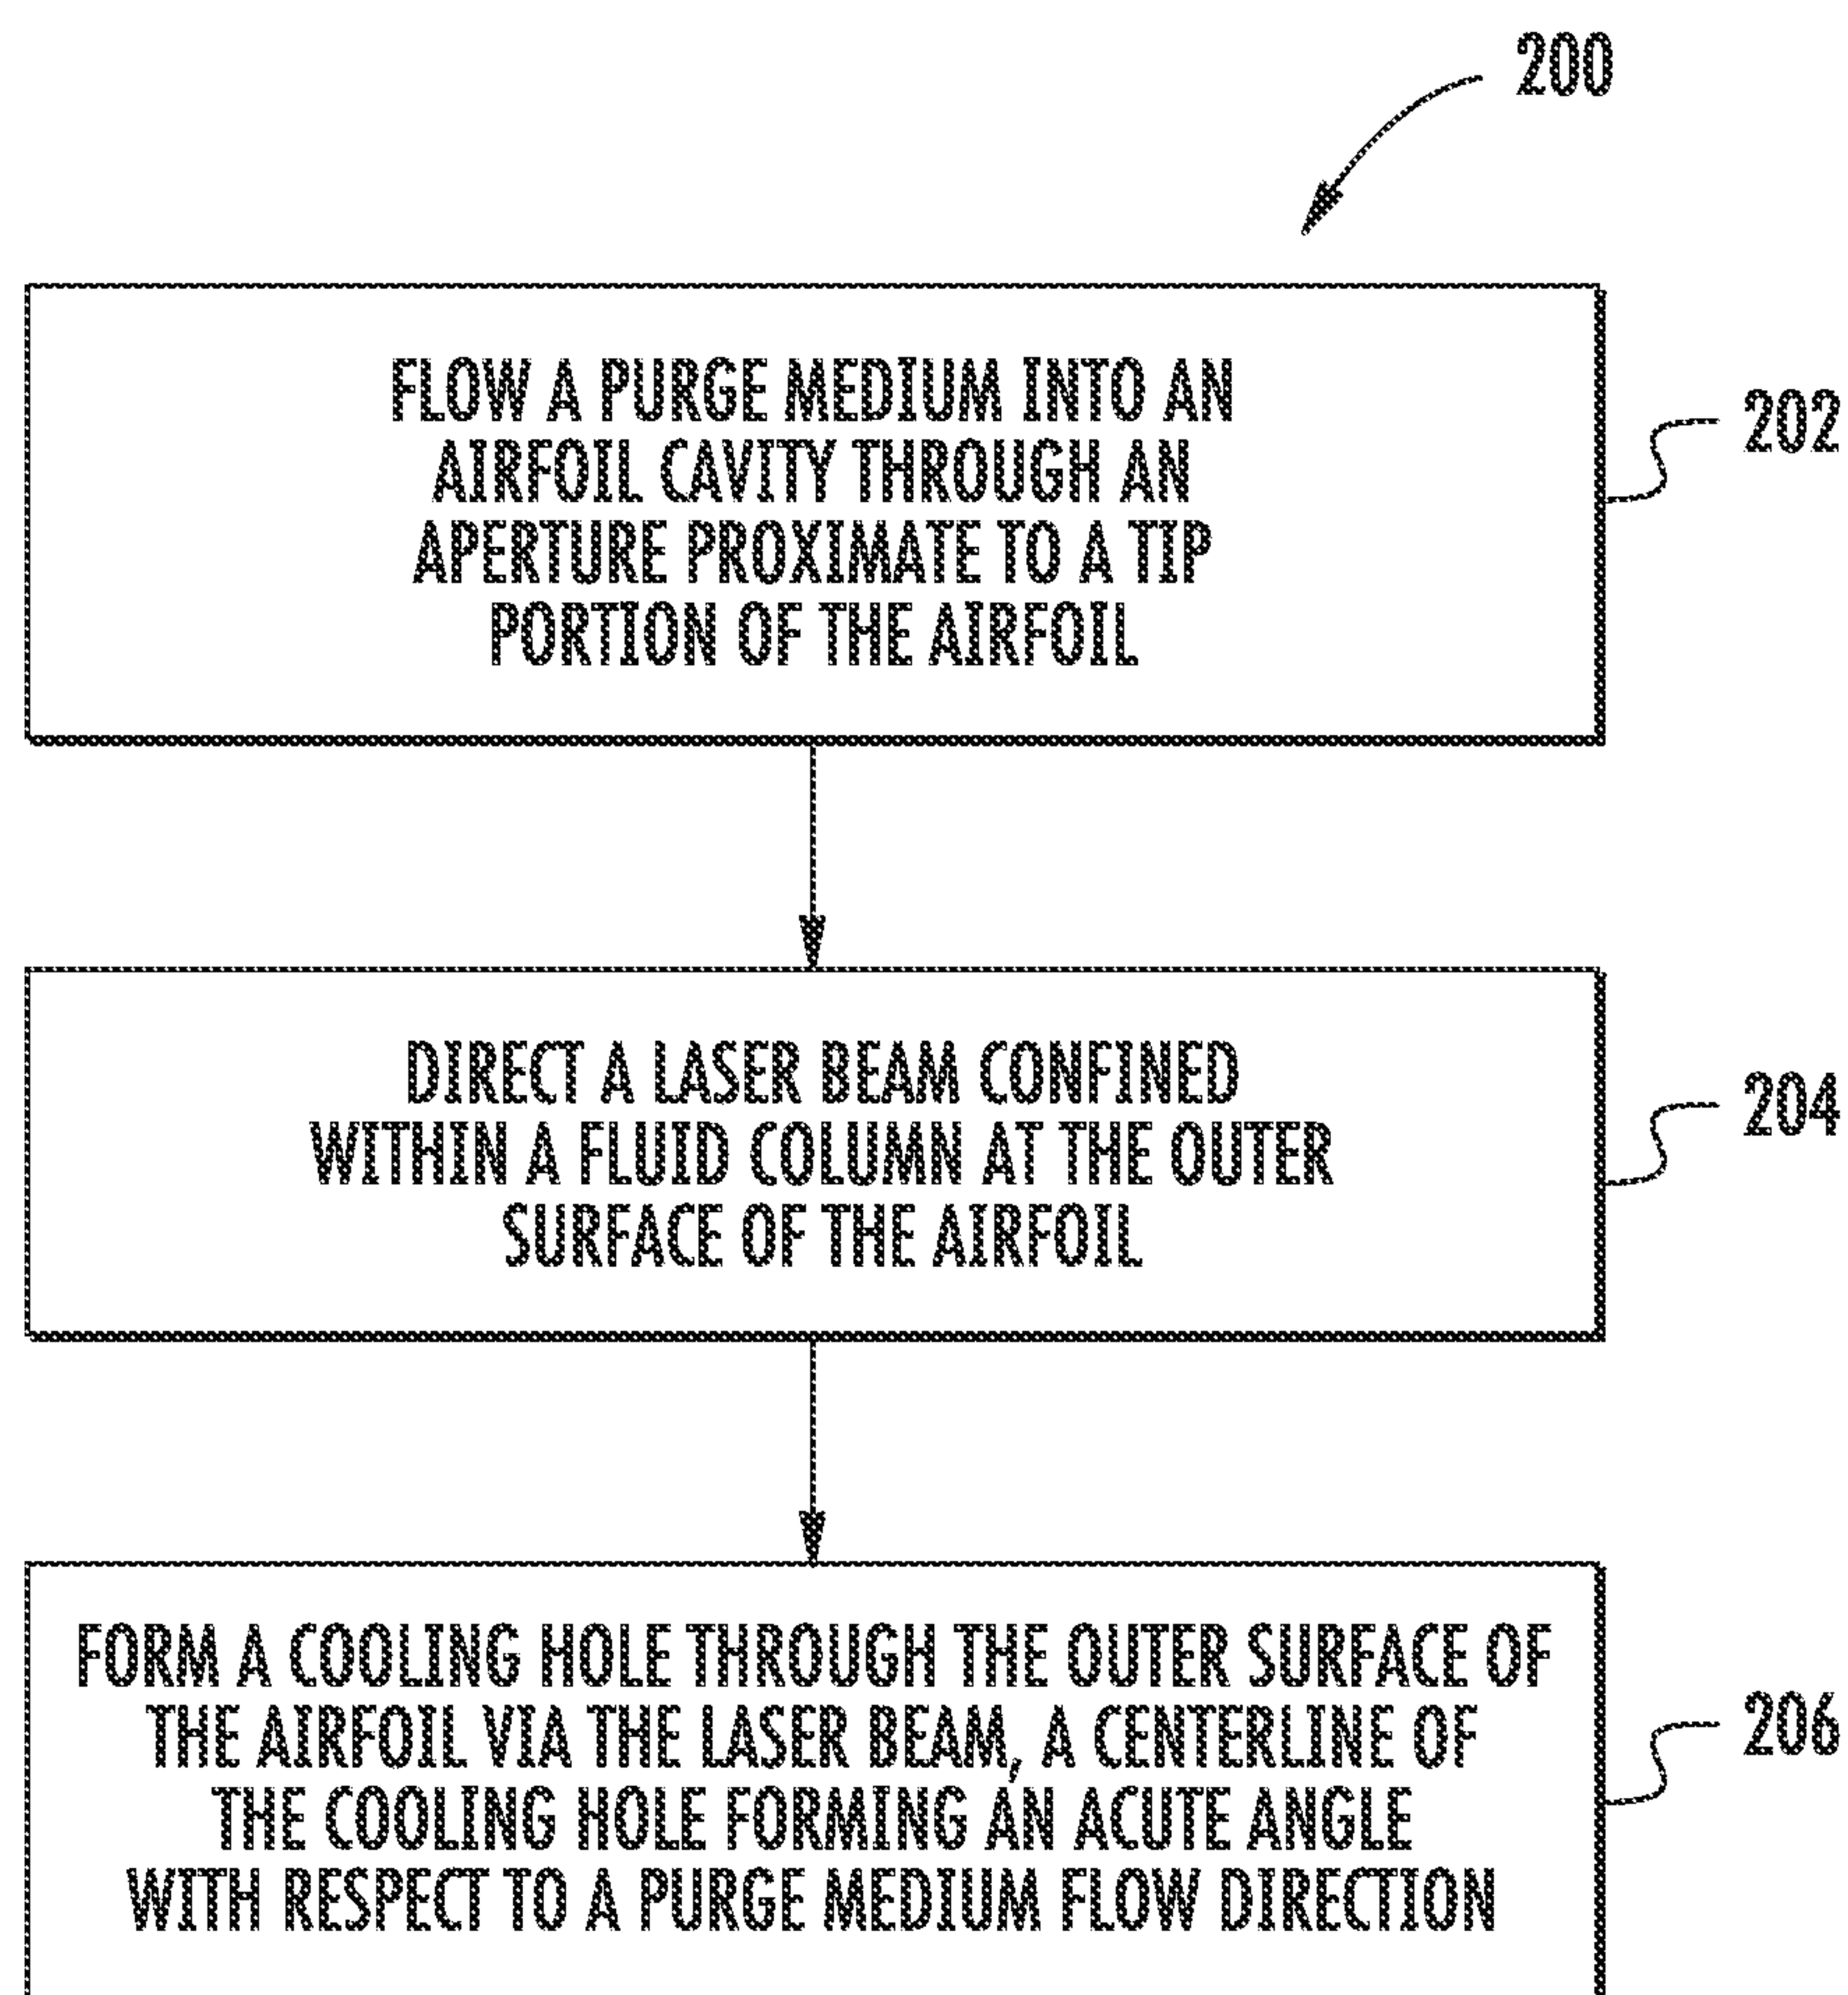 200
FLOW A PURGE MEDIUM INTO AN
AIRFOIL CAVITY THROUGH AN
APERTURE PROXIMATE TO A TIP
PORTION OF THE AIRFOIL
202
DIRECT A LASER BEAM CONFINED
WITHIN A FLUID COLUMN AT THE OUTER
SURFACE OF THE AIRFOIL
204
FORM A COOLING HOLE THROUGH THE OUTER SURFACE OF
THE AIRFOIL VIA THE LASER BEAM, A CENTERLINE OF
THE COOLING HOLE FORMING AN ACUTE ANGLE
WITH RESPECT TO A PURGE MEDIUM FLOW DIRECTION
206